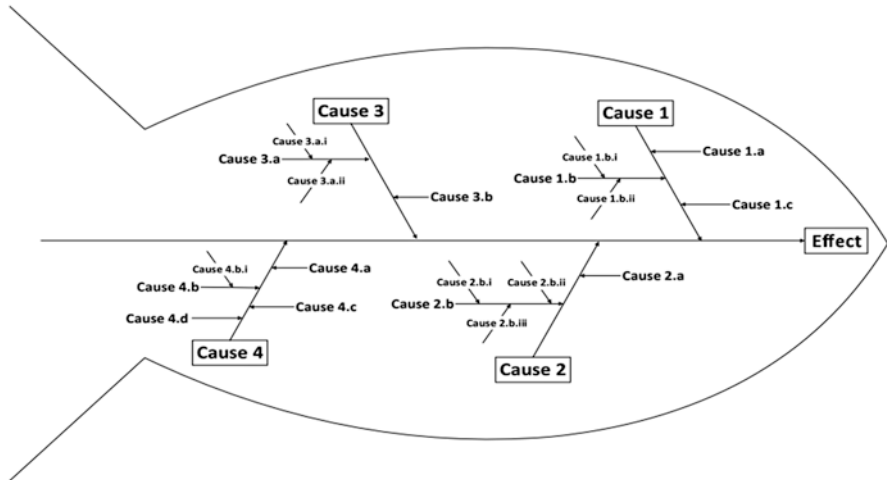 Cause 3
Cause 1
Cause 3.a.i
Cause 3.a
Cause 3.a.ii
Cause 3.b
Cause 1.a
Cause 1.b.i
Cause 1.b
Cause 1.b.ii
Cause 1.c
Effect
Cause 4.a
Cause 4.b.i
Cause 4.b
Cause 4.c
Cause 4.d
Cause 4
Cause 2.a
Cause 2.b.i
Cause 2.b.ii
Cause 2.b
Cause 2.b.iii
Cause 2